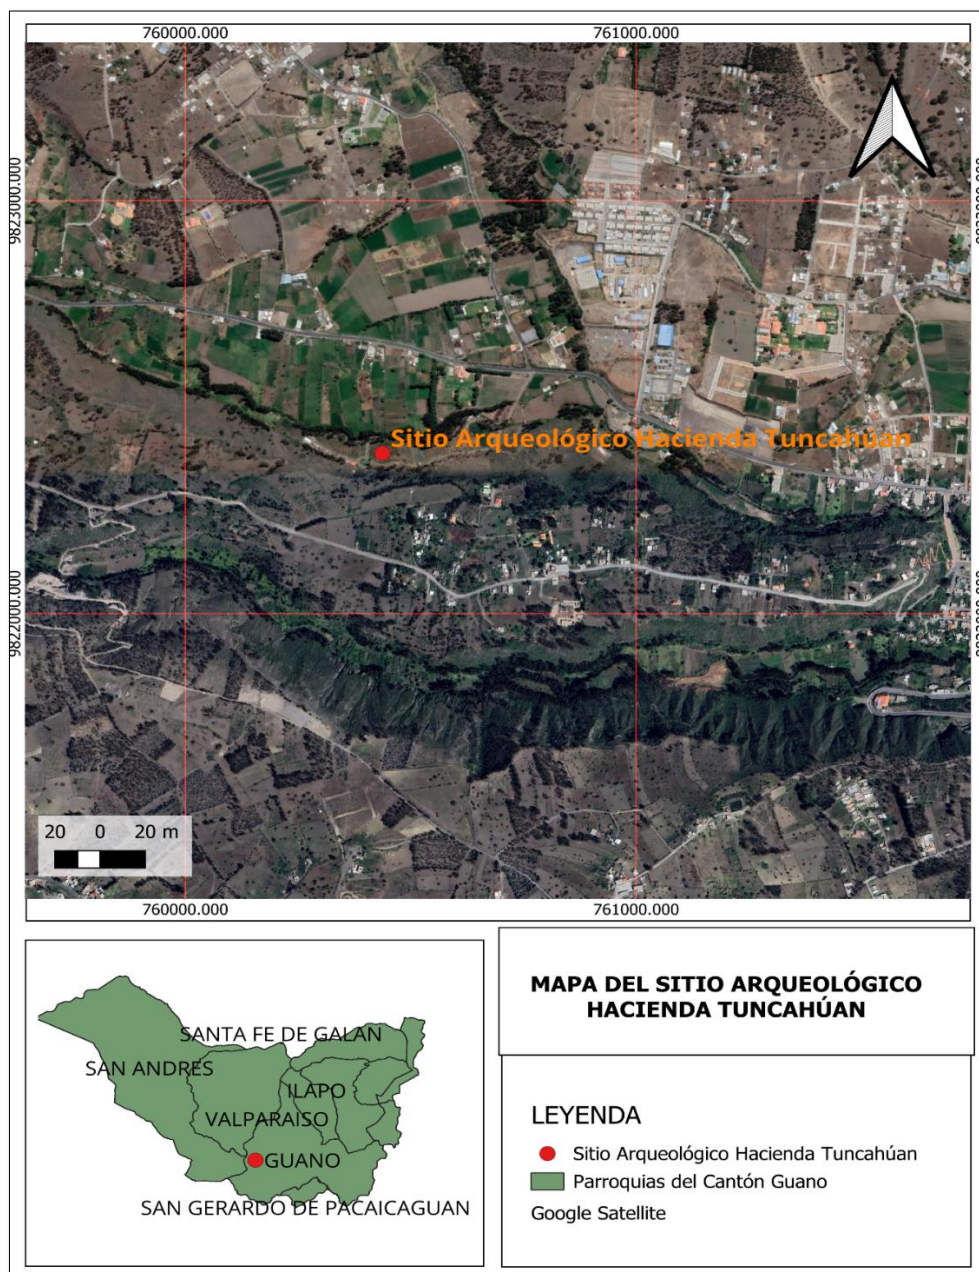 760000.000 761000.000
9823000.000
Sitio Arqueológico Hacienda Tuncahúan
9822000.000
20 0 20 m
760000.000 761000.000
MAPA DEL SITIO ARQUEOLÓGICO
HACIENDA TUNCAHÚAN
SANTA FE DE GALAN
SAN ANDRES
ILAPO
VALPARAISO
GUANO
SAN GERARDO DE PACAICAGUAN
LEYENDA
Sitio Arqueológico Hacienda Tuncahúan
Parroquias del Cantón Guano
Google Satellite